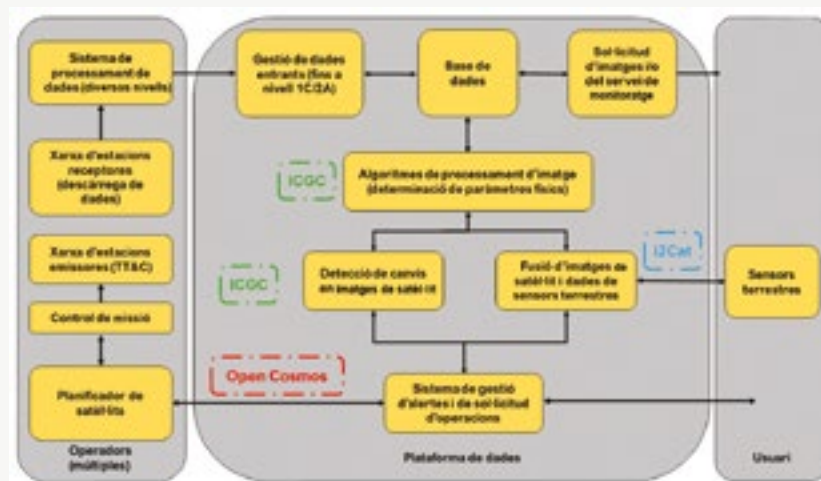 Sistema de
processament de
dades (diversos nivells)
Xarxa d'estacions
receptores
(descàrrega de
dades)
Xarxa d'estacions
emissores (TT&C)
Control de missió
Planificador de
satèl·lits
Operadors
(múltiples)
Gestió de dades
entrants (fins a
nivell 1C/2A)
Base de
dades
Sol·licitud
d'imatges i/o
del servei de
monitoratge
ICGC
Algoritmes de processament d'imatge
(determinació de paràmetres físics)
ICGC
Detecció de canvis
en imatges de satèl·lit
Fusió d'imatges de
satèl·lit i dades de
sensors terrestres
i2Cat
Open Cosmos
Sistema de gestió
d'alertes i de sol·licitud
d'operacions
Plataforma de dades
Sensors
terrestres
Usuari